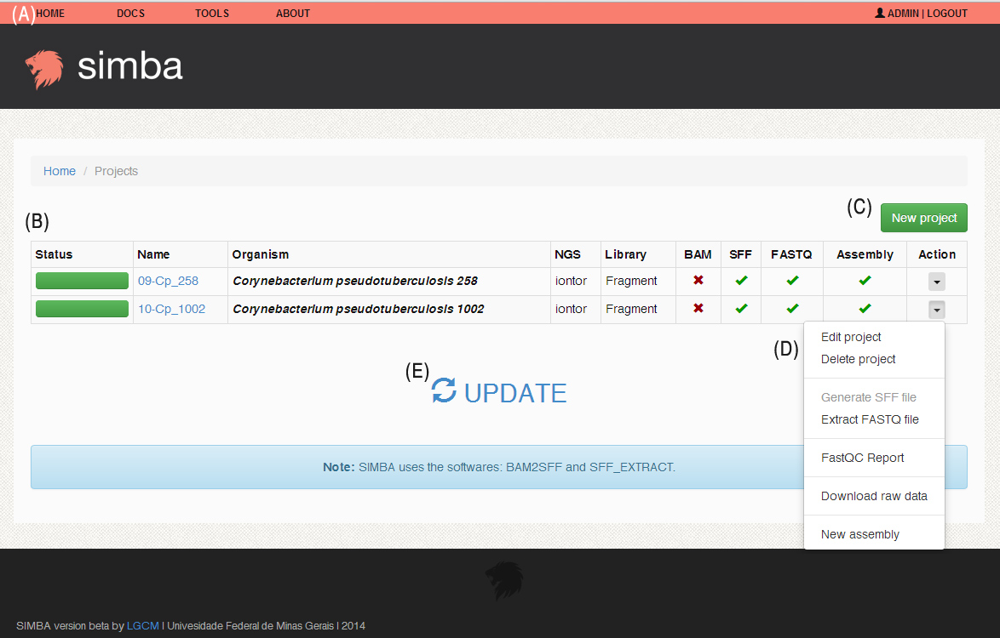 (A) HOME DOCS TOOLS ABOUT ADMIN | LOGOUT
simba
Home / Projects
(B)
(C) New project
Status Name Organism NGS Library BAM SFF FASTQ Assembly Action
09-Cp_258 Corynebacterium pseudotuberculosis 258 iontor Fragment
10-Cp_1002 Corynebacterium pseudotuberculosis 1002 iontor Fragment
(D)
Edit project
Delete project
Generate SFF file
Extract FASTQ file
FastQC Report
Download raw data
New assembly
(E) UPDATE
Note: SIMBA uses the softwares: BAM2SFF and SFF_EXTRACT.
SIMBA version beta by LGCM | Univesidade Federal de Minas Gerais | 2014